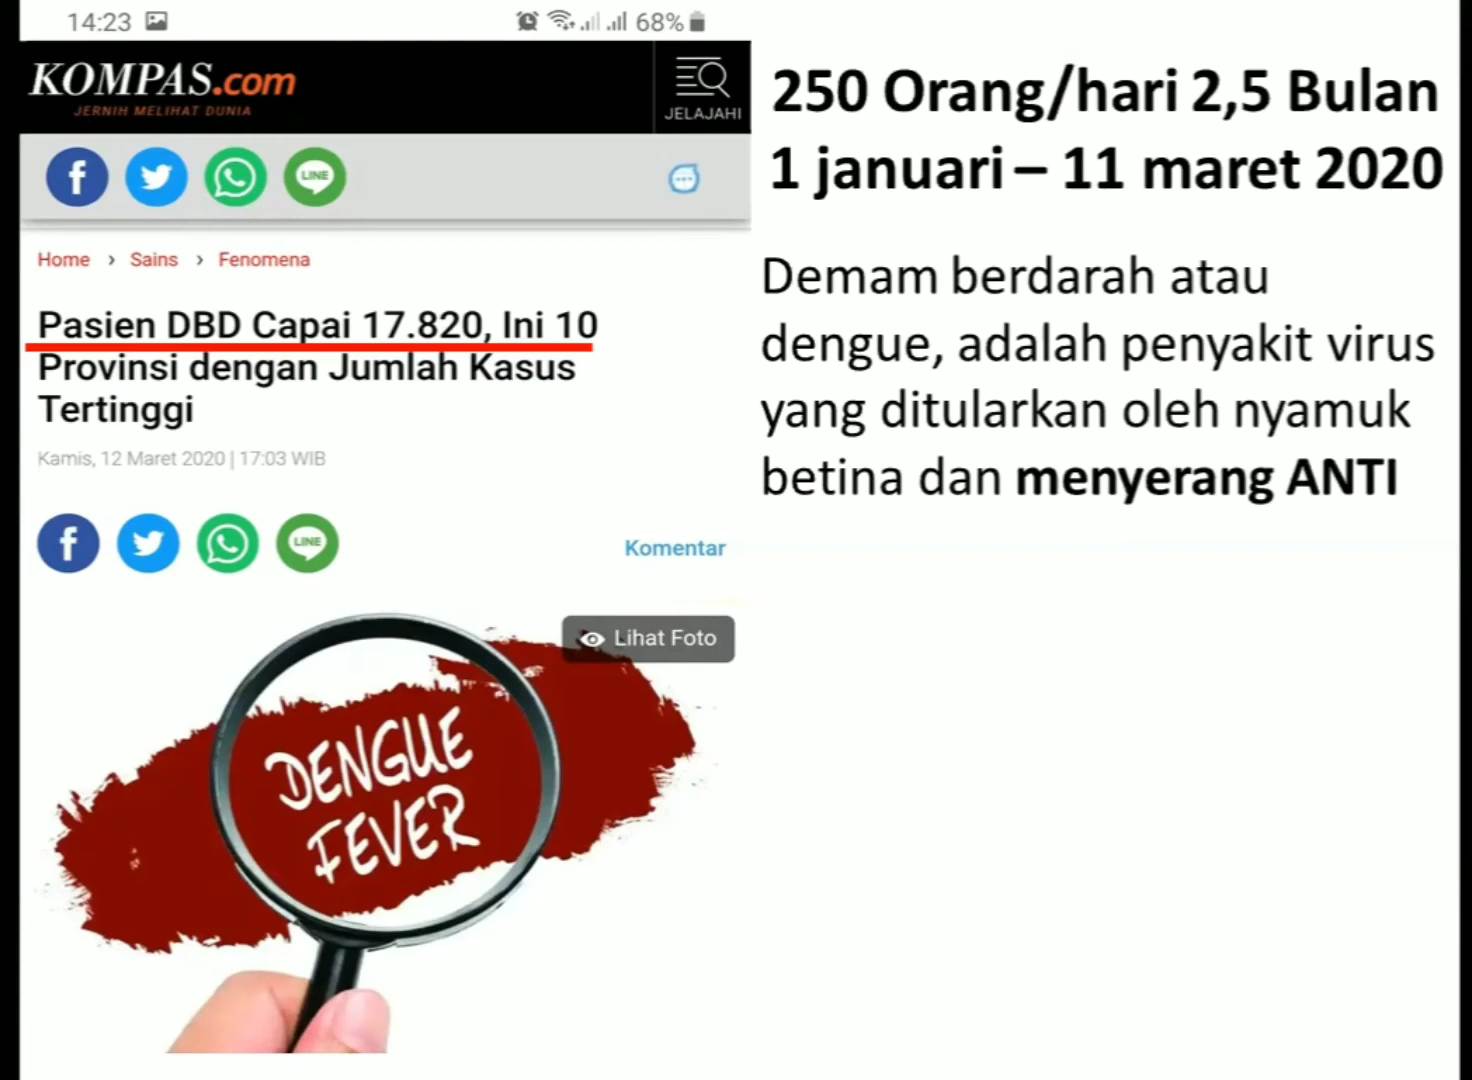 14:23
68%
KOMPAS.com
JERNIH MELIHAT DUNIA
JELAJAHI
LINE
Home › Sains › Fenomena
Pasien DBD Capai 17.820, Ini 10
Provinsi dengan Jumlah Kasus
Tertinggi
Kamis, 12 Maret 2020 | 17:03 WIB
LINE
Komentar
Lihat Foto
DENGUE
FEVER
250 Orang/hari 2,5 Bulan
1 januari – 11 maret 2020
Demam berdarah atau
dengue, adalah penyakit virus
yang ditularkan oleh nyamuk
betina dan menyerang ANTI